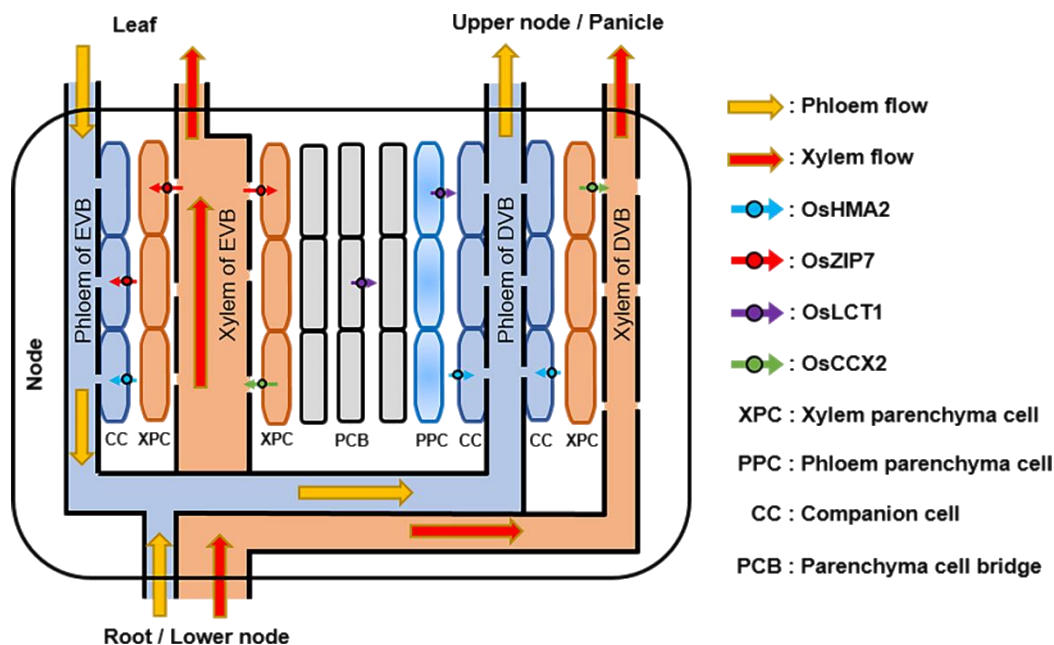 Leaf
Upper node / Panicle
Node
Phloem of EVB
Xylem of EVB
Phloem of DVB
Xylem of DVB
CC
XPC
XPC
PCB
PPC
CC
CC
XPC
Root / Lower node
: Phloem flow
: Xylem flow
: OsHMA2
: OsZIP7
: OsLCT1
: OsCCX2
XPC : Xylem parenchyma cell
PPC : Phloem parenchyma cell
CC : Companion cell
PCB : Parenchyma cell bridge